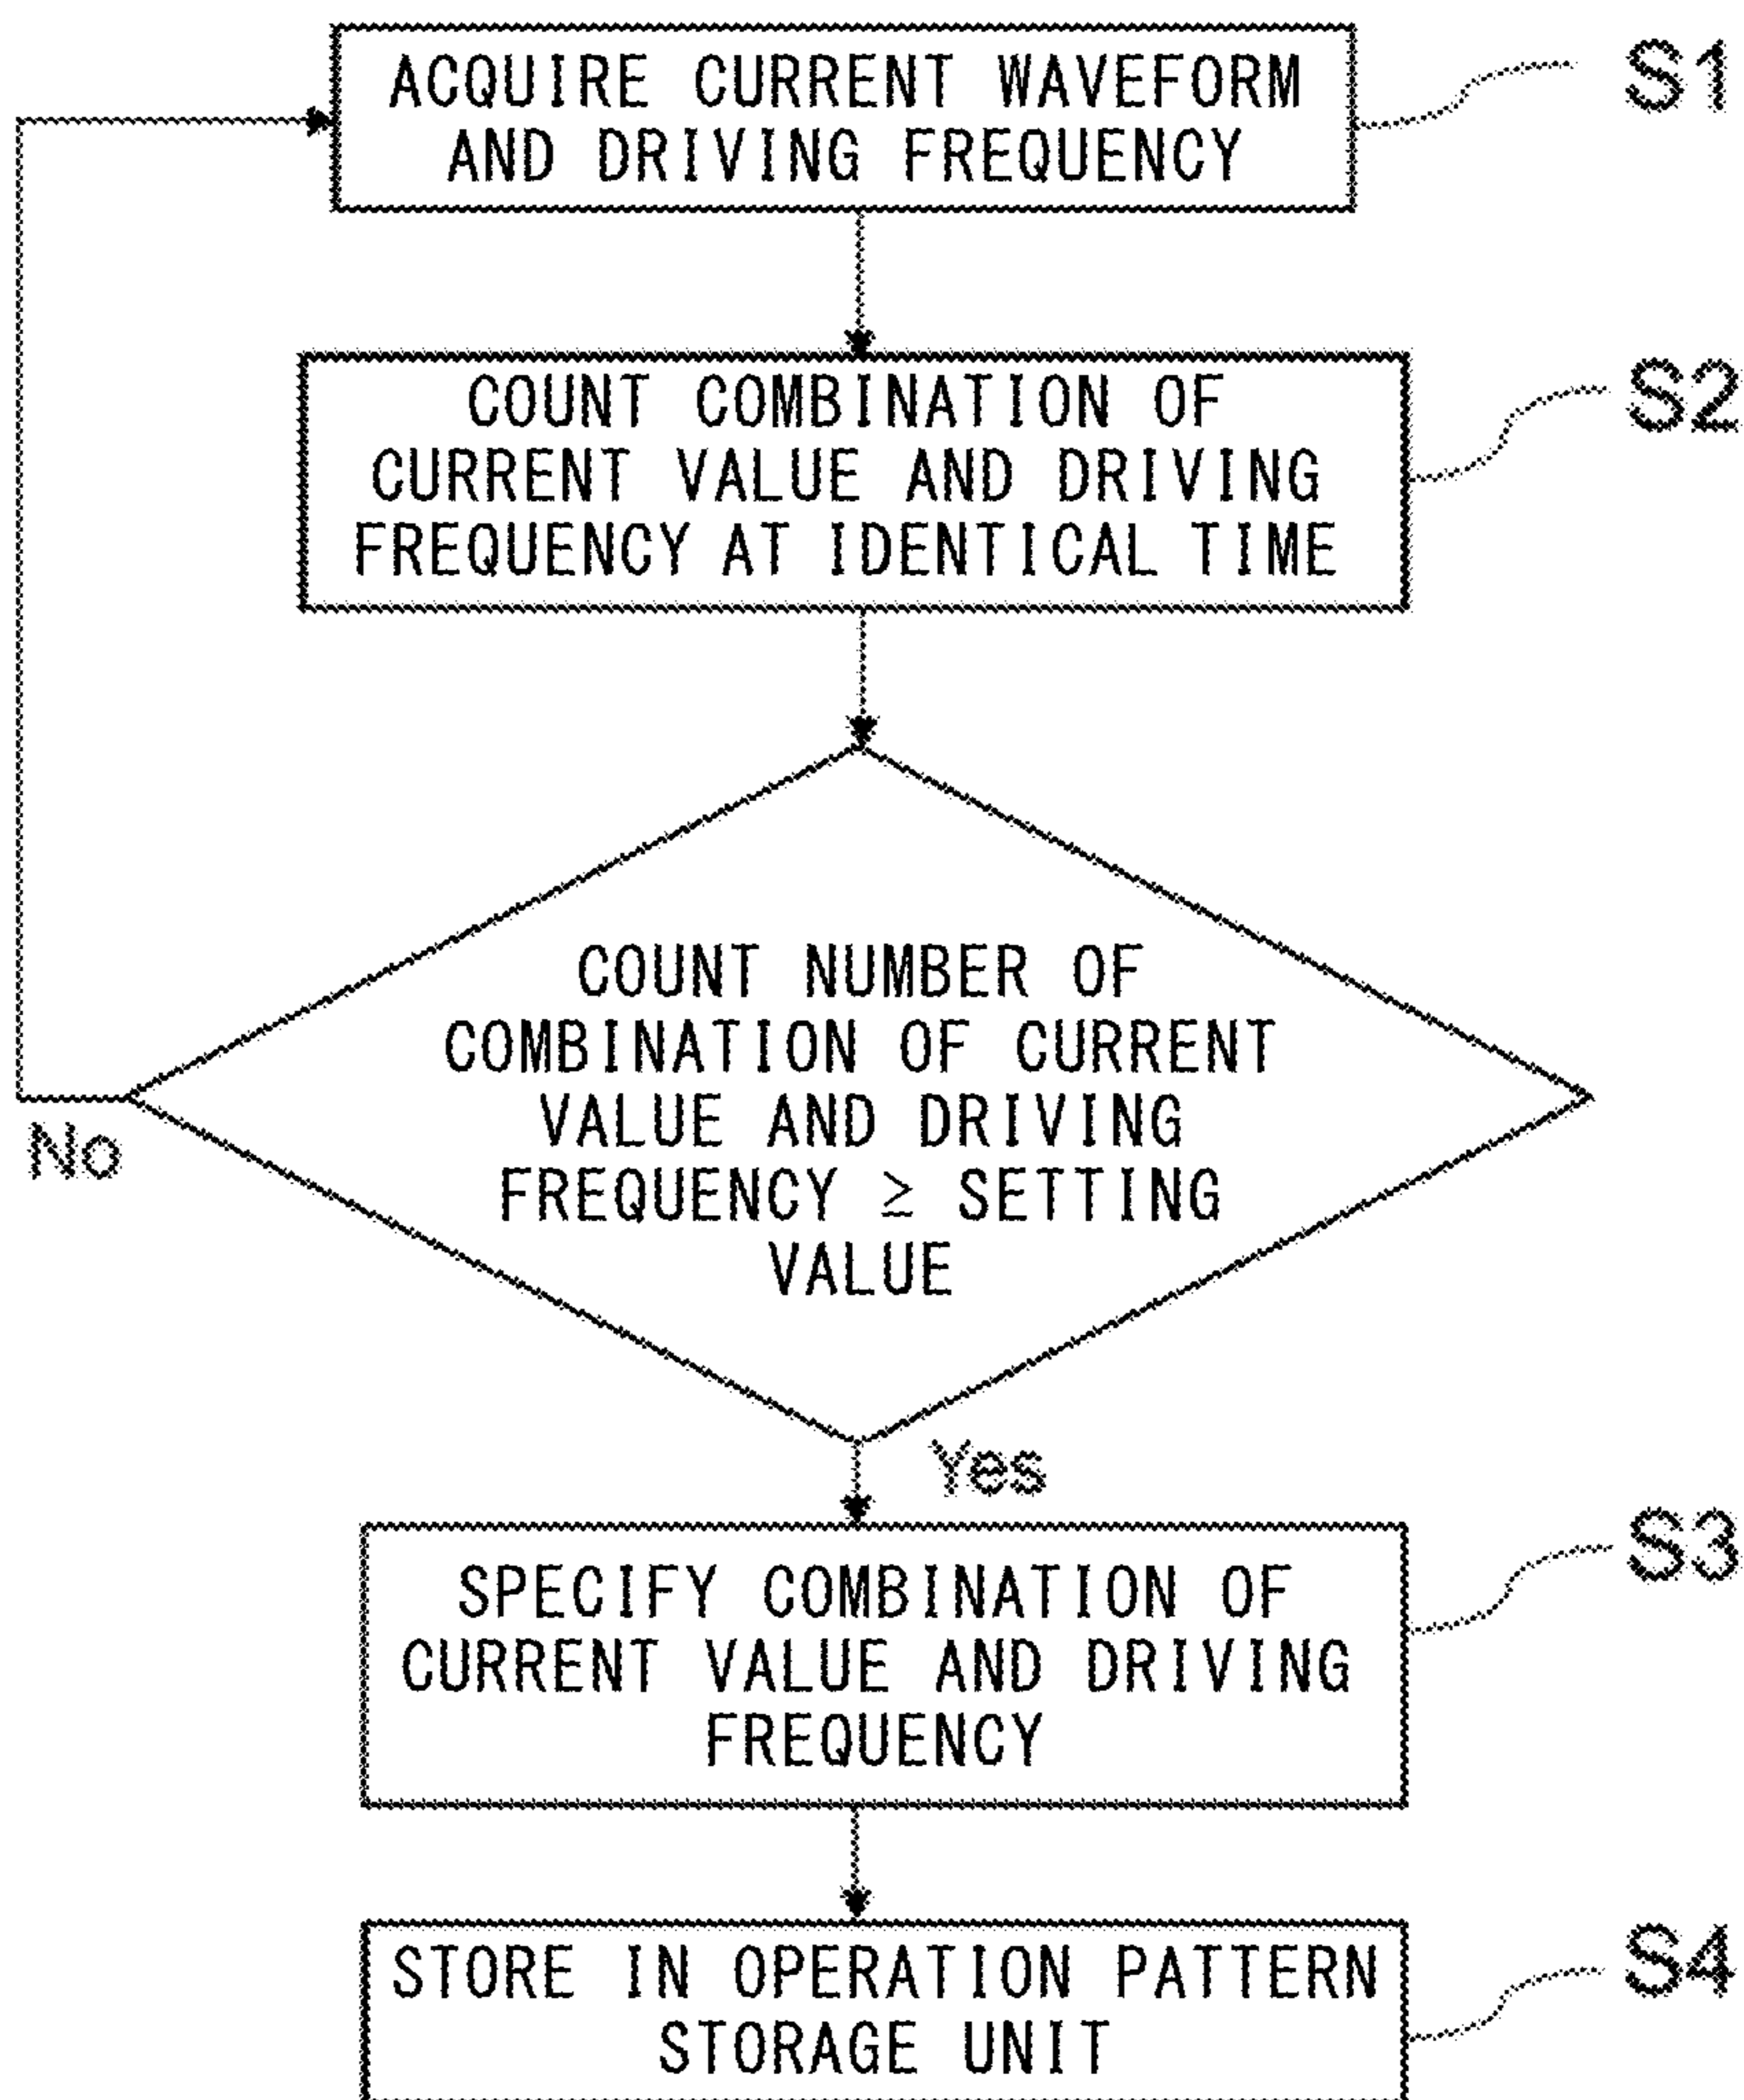 ACQUIRE CURRENT WAVEFORM
AND DRIVING FREQUENCY
S1
COUNT COMBINATION OF
CURRENT VALUE AND DRIVING
FREQUENCY AT IDENTICAL TIME
S2
COUNT NUMBER OF
COMBINATION OF CURRENT
VALUE AND DRIVING
FREQUENCY ≥ SETTING
VALUE
No
Yes
SPECIFY COMBINATION OF
CURRENT VALUE AND DRIVING
FREQUENCY
S3
STORE IN OPERATION PATTERN
STORAGE UNIT
S4